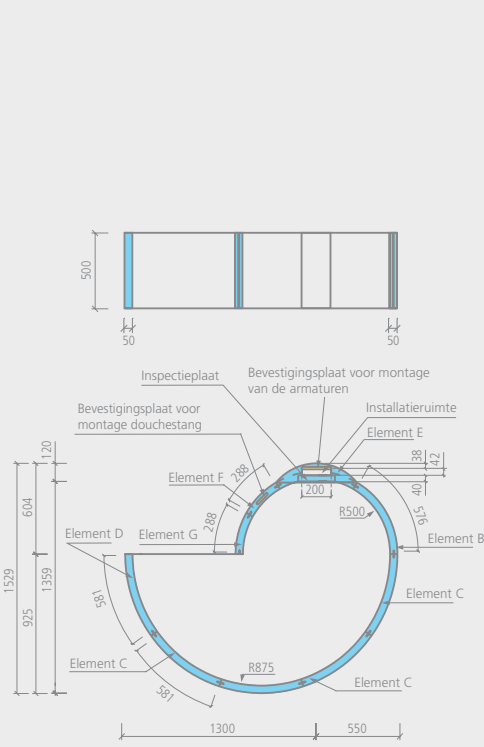 500
50
50
Inspectieplaat
Bevestigingsplaat voor montage
van de armaturen
Bevestigingsplaat voor
montage douchestang
Installatieruimte
Element E
120
38
42
40
288
Element F
200
288
576
604
R500
Element D
Element G
Element B
1529
1359
925
581
Element C
Element C
R875
581
Element C
1300
550